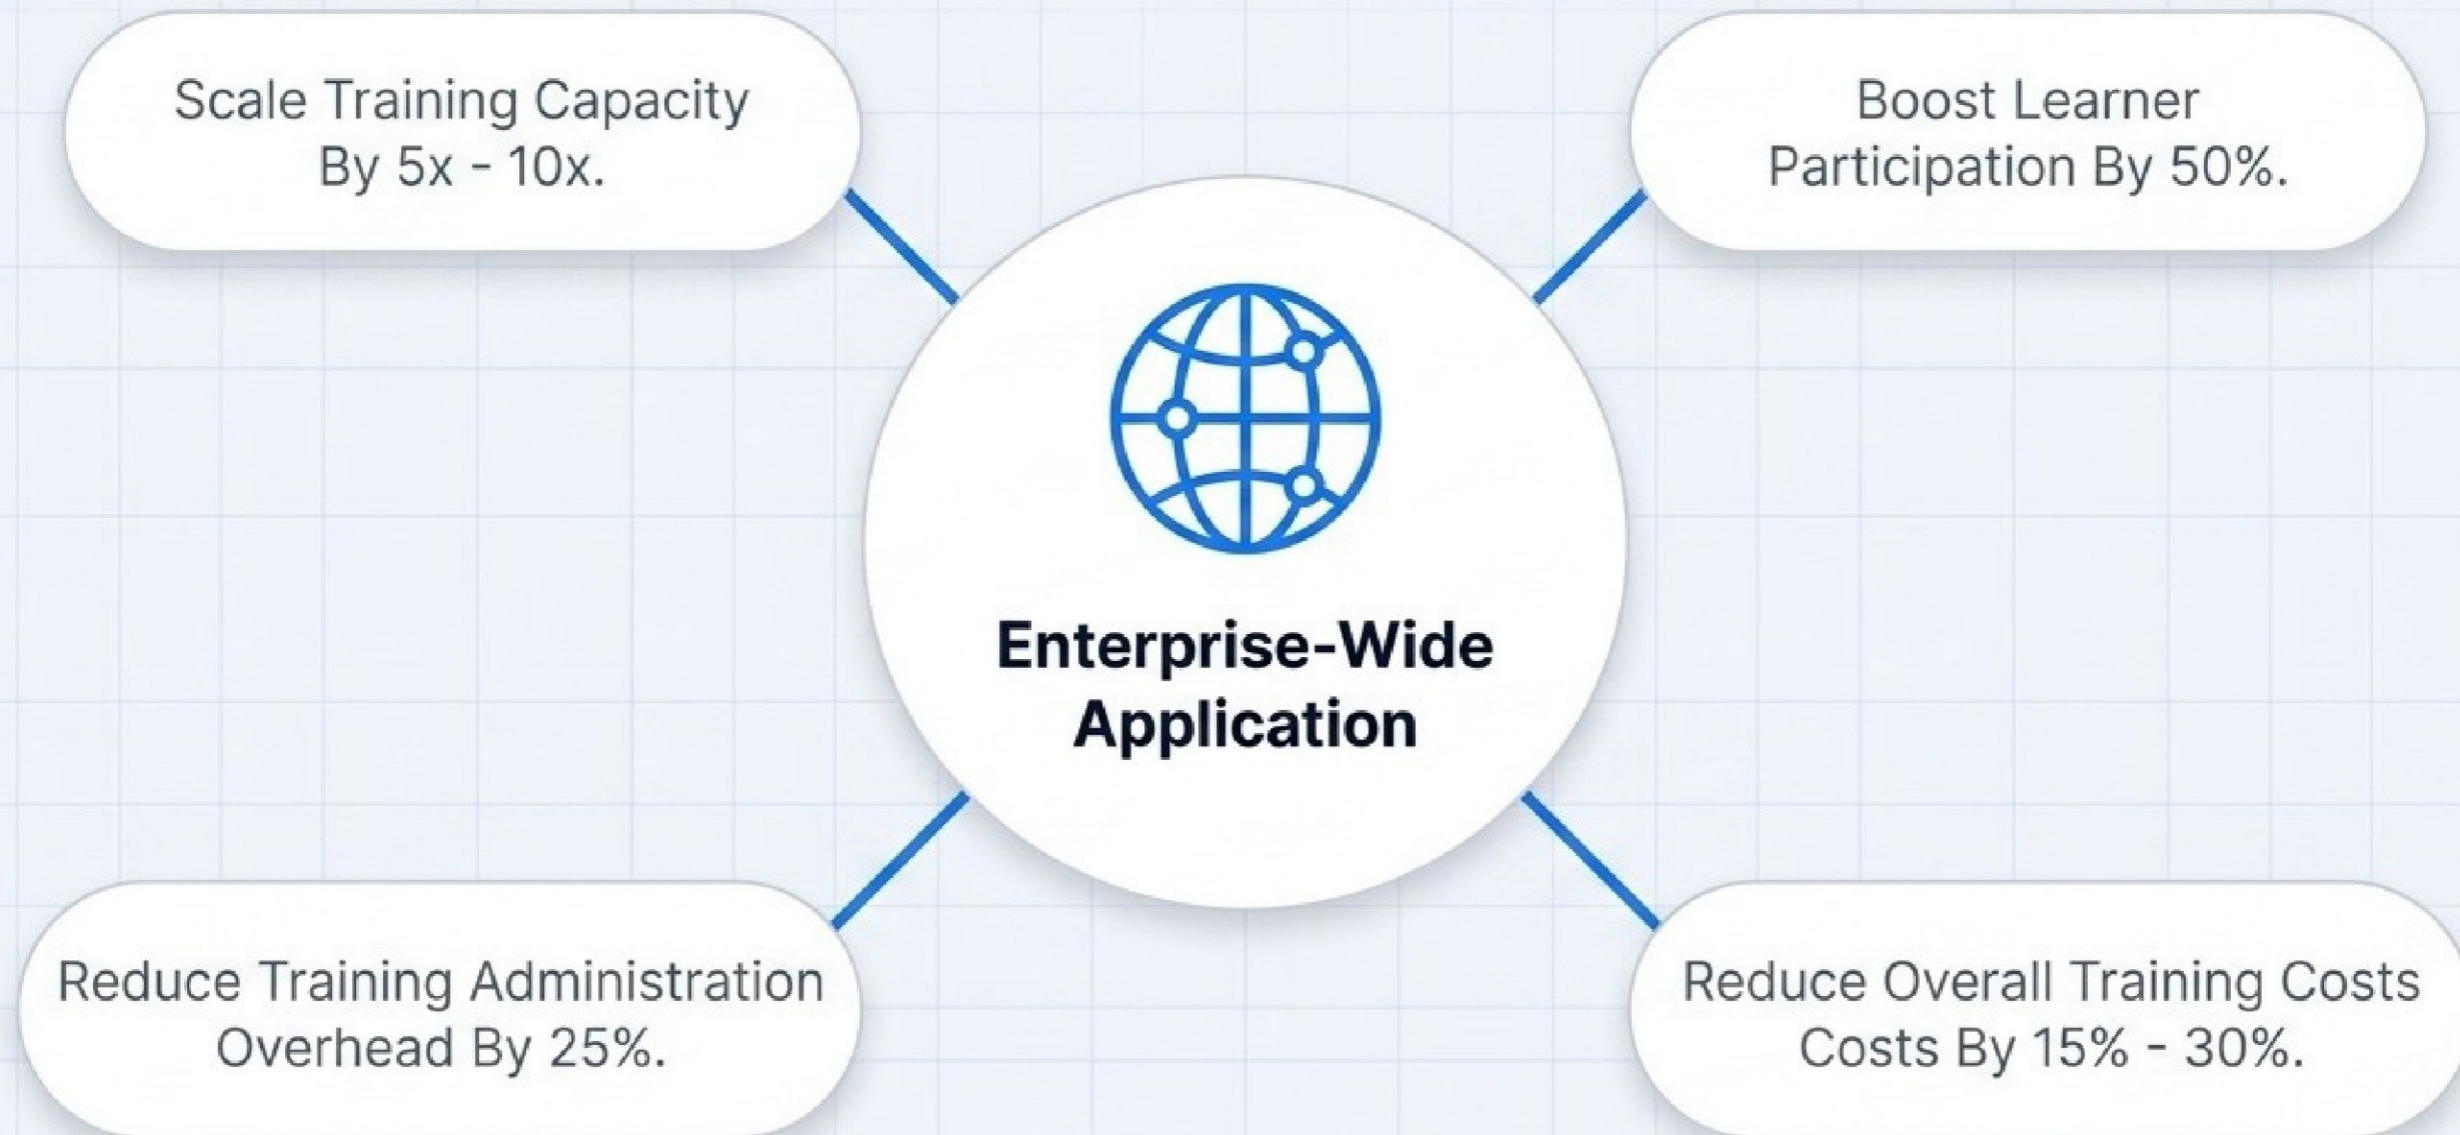 Scale Training Capacity
By 5x - 10x.
Boost Learner
Participation By 50%.
Enterprise-Wide
Application
Reduce Training Administration
Overhead By 25%.
Reduce Overall Training Costs
Costs By 15% - 30%.